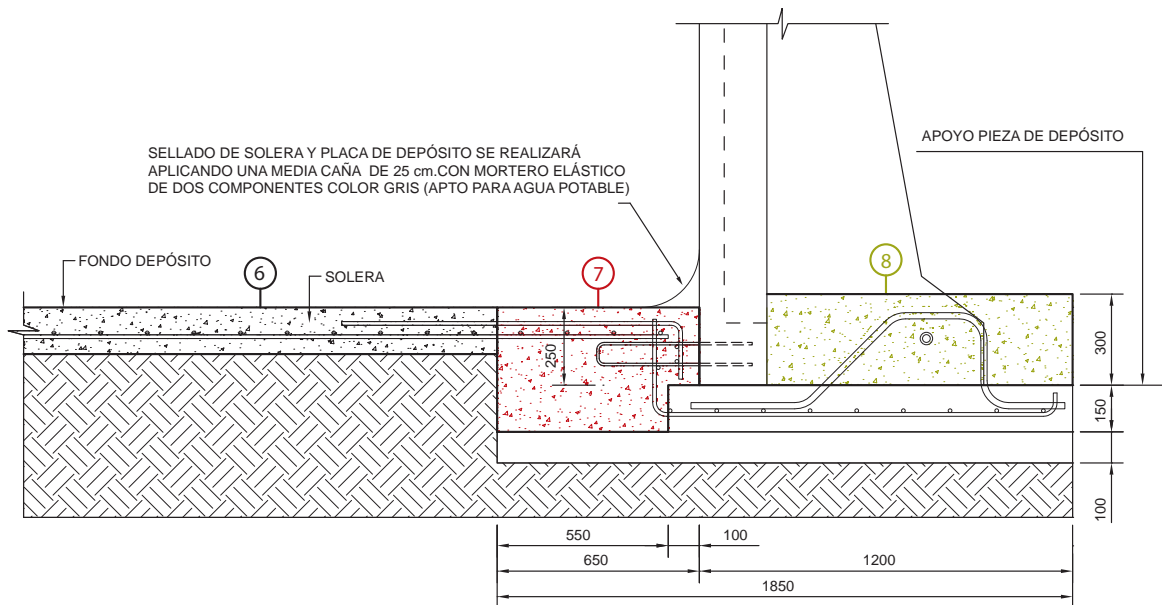 SELLADO DE SOLERA Y PLACA DE DEPÓSITO SE REALIZARÁ
APLICANDO UNA MEDIA CAÑA DE 25 cm.CON MORTERO ELÁSTICO
DE DOS COMPONENTES COLOR GRIS (APTO PARA AGUA POTABLE)
APOYO PIEZA DE DEPÓSITO
FONDO DEPÓSITO
6
SOLERA
7
8
250
300
150
100
550
100
650
1200
1850